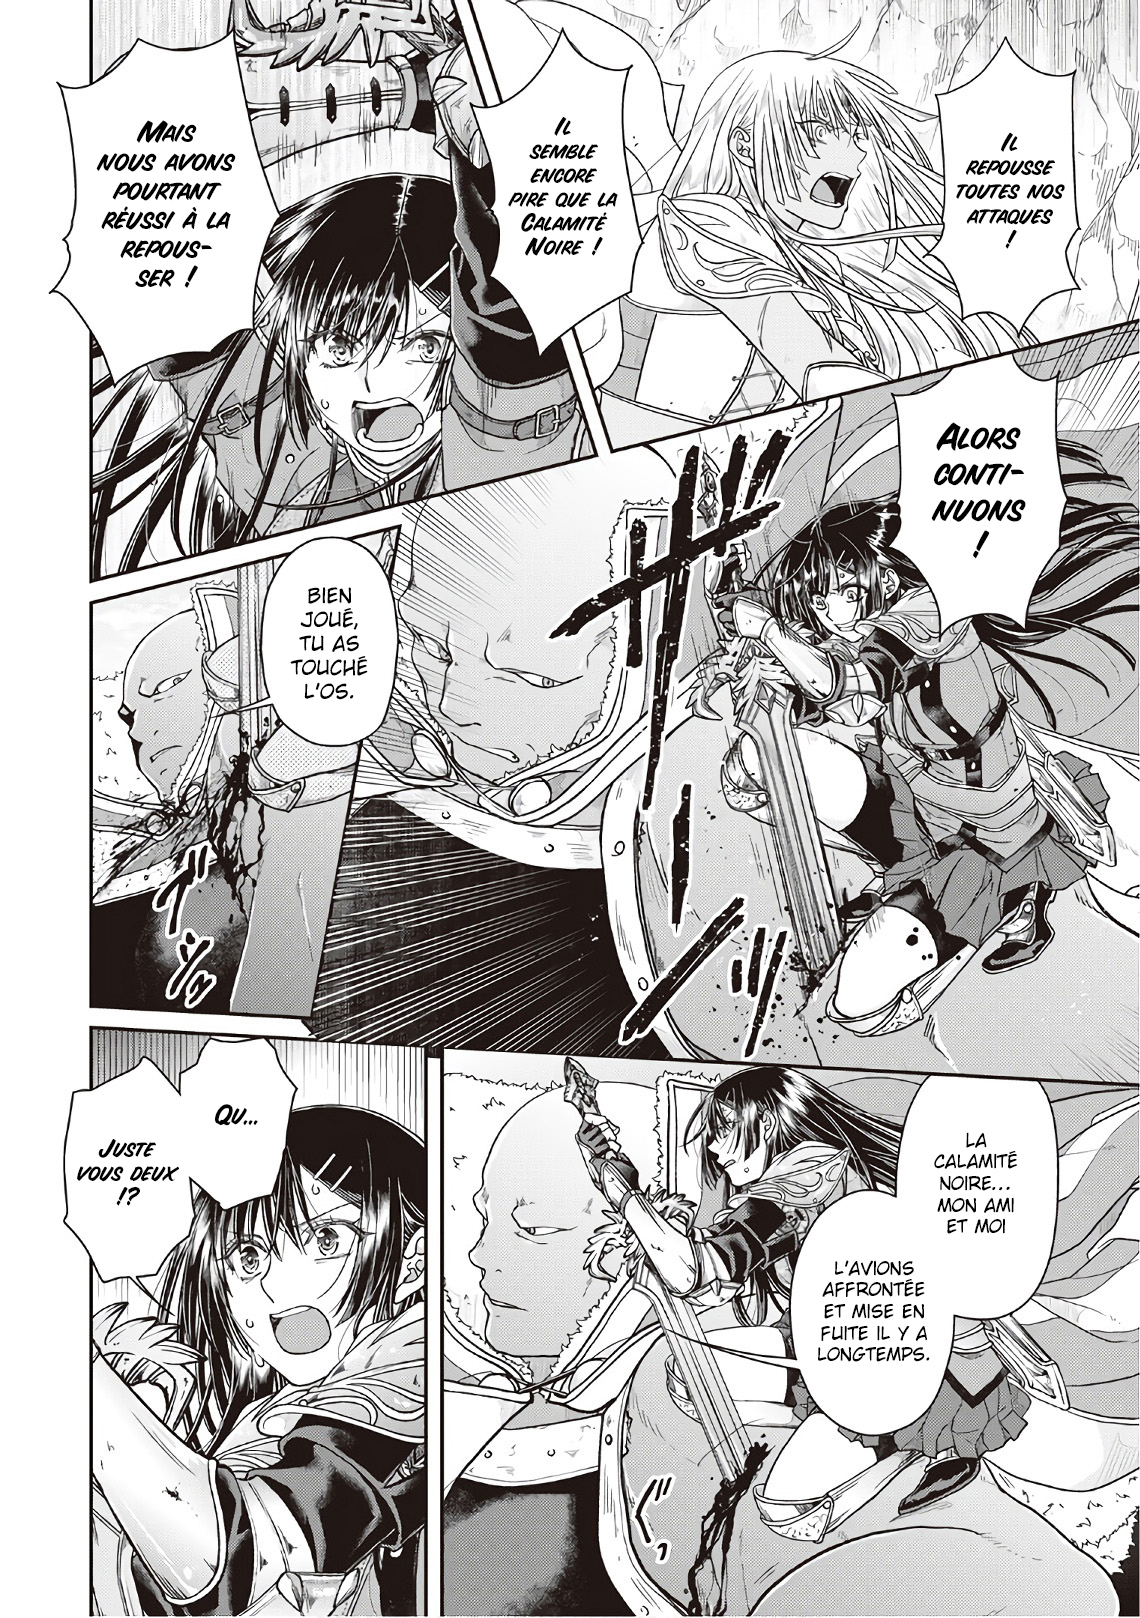 IL
REPOUSSE
TOUTES NOS
ATTAQUES
!
IL
SEMBLE
ENCORE
PIRE QUE LA
CALAMITÉ
NOIRE !
MAIS
NOUS AVONS
POURTANT
RÉUSSI À LA
REPOUS-
SER !
ALORS
CONTI-
NUONS
!
BIEN
JOUÉ,
TU AS
TOUCHÉ
L'OS.
LA
CALAMITÉ
NOIRE...
MON AMI
ET MOI
L'AVIONS
AFFRONTÉE
ET MISE EN
FUITE IL Y A
LONGTEMPS.
QU...
JUSTE
VOUS DEUX
!?